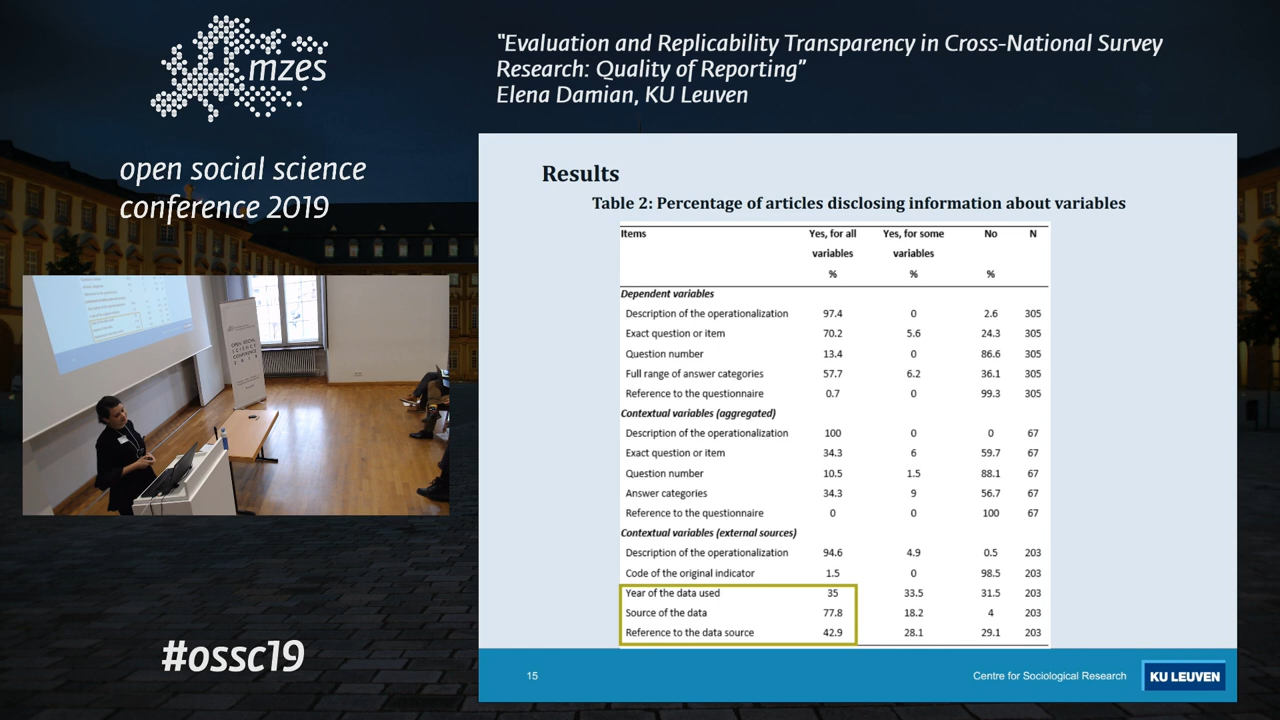 mzes
open social science
conference 2019
"Evaluation and Replicability Transparency in Cross-National Survey
Research: Quality of Reporting"
Elena Damian, KU Leuven
Results
Table 2: Percentage of articles disclosing information about variables
Items Yes, for all Yes, for some No N
variables variables
% % %
Dependent variables
Description of the operationalization 97.4 0 2.6 305
Exact question or item 70.2 5.6 24.3 305
Question number 13.4 0 86.6 305
Full range of answer categories 57.7 6.2 36.1 305
Reference to the questionnaire 0.7 0 99.3 305
Contextual variables (aggregated)
Description of the operationalization 100 0 0 67
Exact question or item 34.3 6 59.7 67
Question number 10.5 1.5 88.1 67
Answer categories 34.3 9 56.7 67
Reference to the questionnaire 0 0 100 67
Contextual variables (external sources)
Description of the operationalization 94.6 4.9 0.5 203
Code of the original indicator 1.5 0 98.5 203
Year of the data used 35 33.5 31.5 203
Source of the data 77.8 18.2 4 203
Reference to the data source 42.9 28.1 29.1 203
15 Centre for Sociological Research KU LEUVEN
OPEN SOCIAL
SCIENCE
CONFERENCE
2019
#ossc19